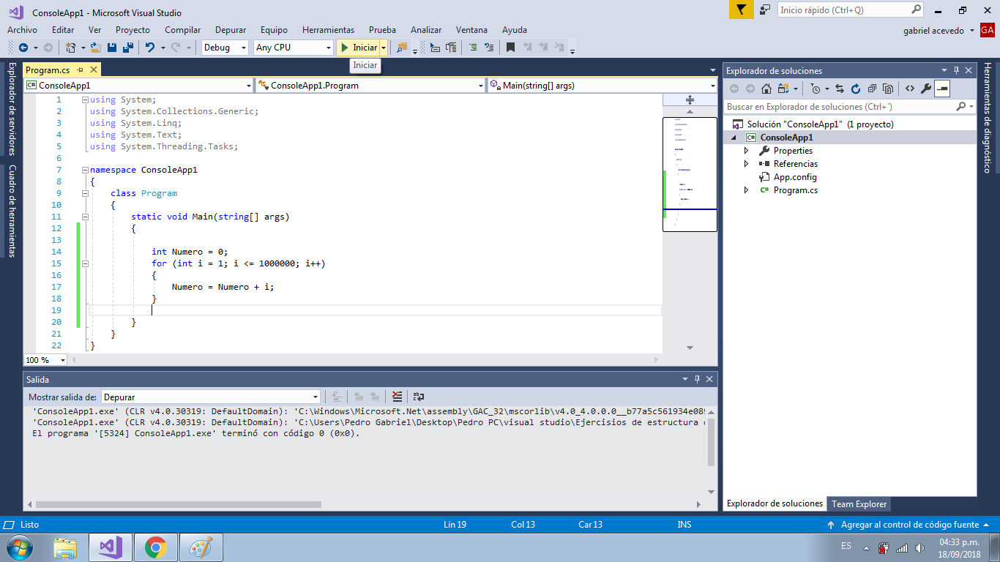 ConsoleApp1 - Microsoft Visual Studio
Inicio rápido (Ctrl+Q)
Archivo Editar Ver Proyecto Compilar Depurar Equipo Herramientas Prueba Analizar Ventana Ayuda
gabriel acevedo GA
Debug Any CPU Iniciar
Iniciar
Explorador de servidores
Cuadro de herramientas
Program.cs
C# ConsoleApp1 ConsoleApp1.Program Main(string[] args)
1 using System;
2 using System.Collections.Generic;
3 using System.Linq;
4 using System.Text;
5 using System.Threading.Tasks;
6
7 namespace ConsoleApp1
8 {
9 class Program
10 {
11 static void Main(string[] args)
12 {
13
14 int Numero = 0;
15 for (int i = 1; i <= 1000000; i++)
16 {
17 Numero = Numero + i;
18 }
19
20 }
21 }
22 }
100 %
Salida
Mostrar salida de: Depurar
'ConsoleApp1.exe' (CLR v4.0.30319: DefaultDomain): 'C:\Windows\Microsoft.Net\assembly\GAC_32\mscorlib\v4.0_4.0.0.0__b77a5c561934e089
'ConsoleApp1.exe' (CLR v4.0.30319: DefaultDomain): 'C:\Users\Pedro Gabriel\Desktop\Pedro PC\visual studio\Ejercisios de estructura
El programa '[5324] ConsoleApp1.exe' terminó con código 0 (0x0).
Explorador de soluciones
Buscar en Explorador de soluciones (Ctrl+´)
Solución "ConsoleApp1" (1 proyecto)
C# ConsoleApp1
Properties
Referencias
App.config
C# Program.cs
Explorador de soluciones Team Explorer
Herramientas de diagnóstico
Listo Lín 19 Col 13 Car 13 INS Agregar al control de código fuente
ES 04:33 p.m.
18/09/2018